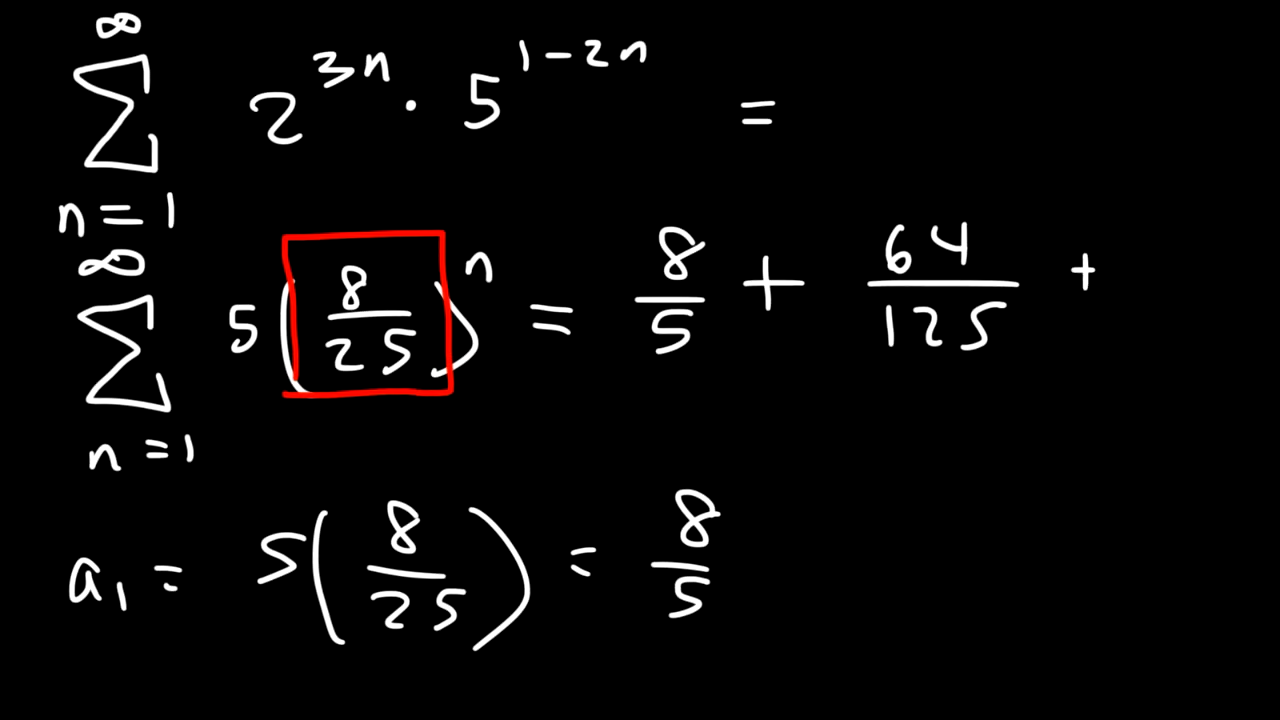 ∞
∑ 2^{3n} · 5^{1-2n} =
n=1
∞
∑ 5(8/25)^n = 8/5 + 64/125 +
n=1
a₁ = 5(8/25) = 8/5